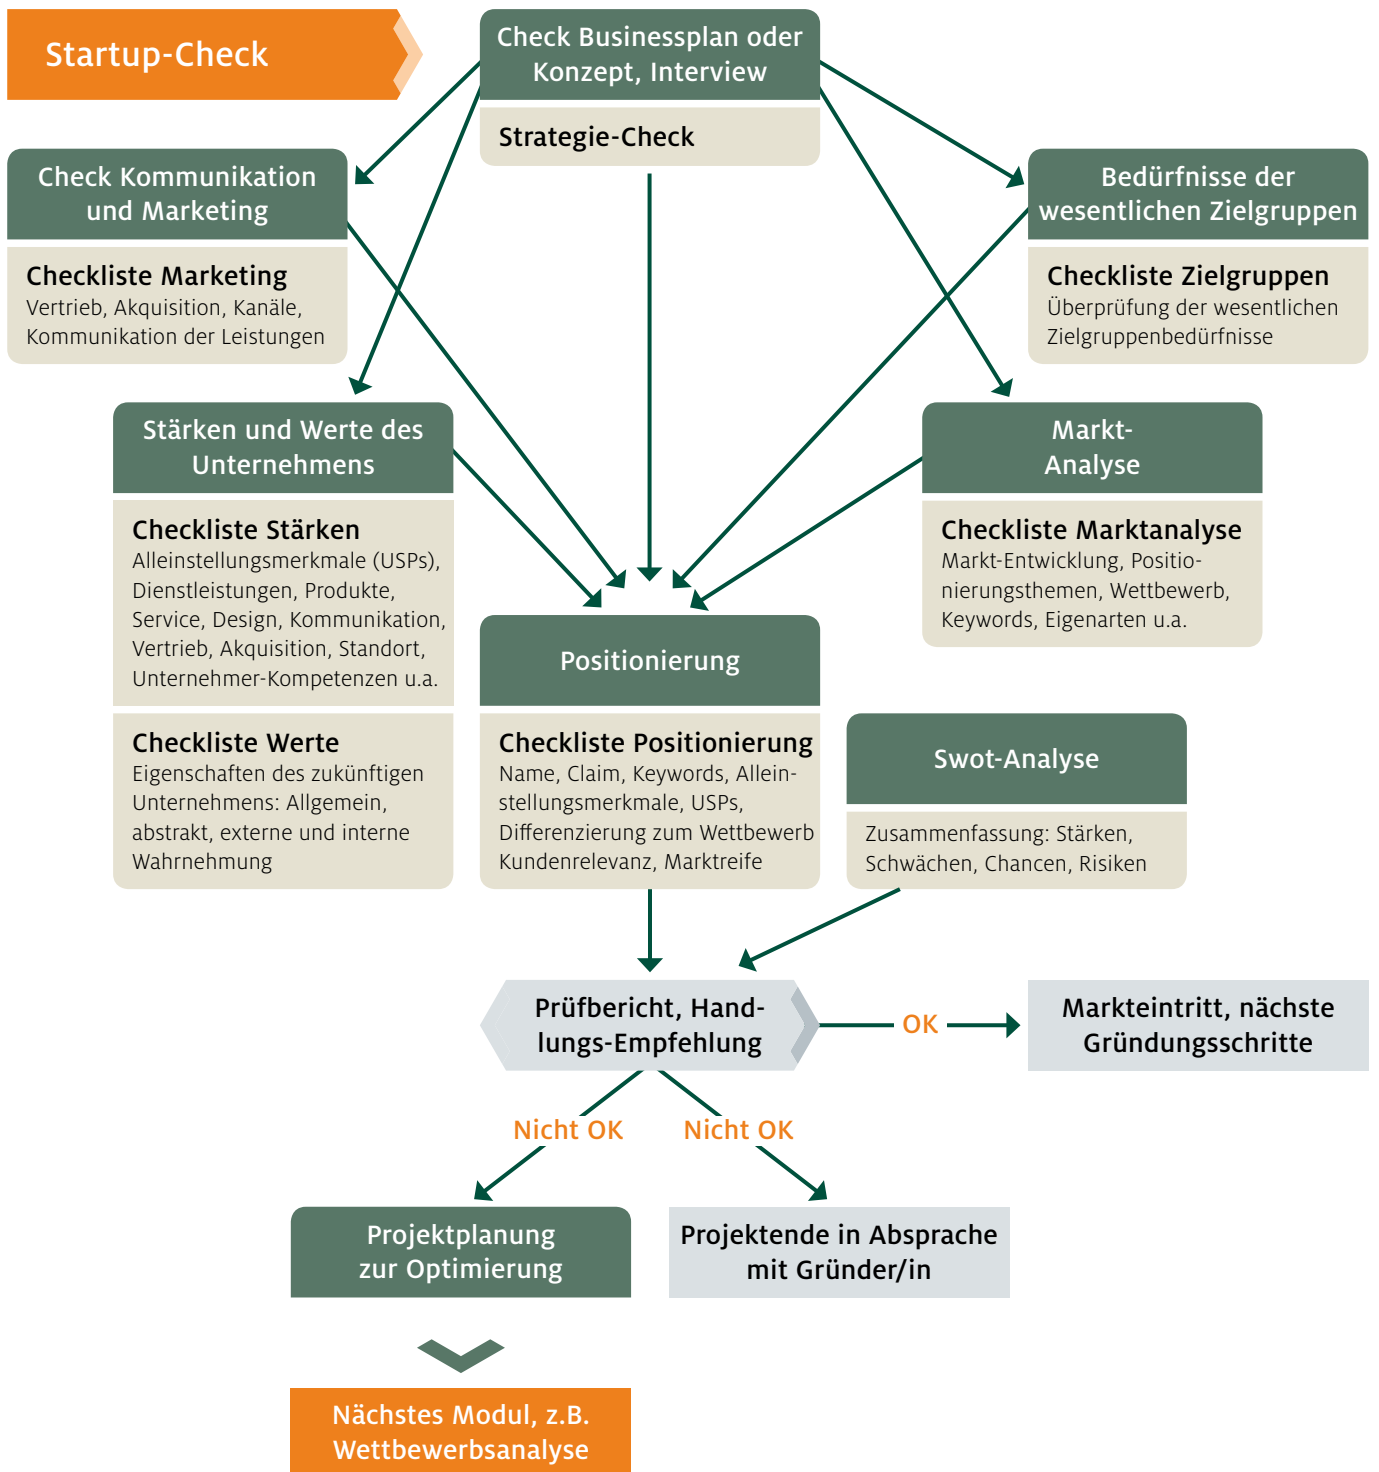 Startup-Check
Check Businessplan oder
Konzept, Interview
Strategie-Check
Check Kommunikation
und Marketing
Checkliste Marketing
Vertrieb, Akquisition, Kanäle,
Kommunikation der Leistungen
Bedürfnisse der
wesentlichen Zielgruppen
Checkliste Zielgruppen
Überprüfung der wesentlichen
Zielgruppenbedürfnisse
Stärken und Werte des
Unternehmens
Checkliste Stärken
Alleinstellungsmerkmale (USPs),
Dienstleistungen, Produkte,
Service, Design, Kommunikation,
Vertrieb, Akquisition, Standort,
Unternehmer-Kompetenzen u.a.
Checkliste Werte
Eigenschaften des zukünftigen
Unternehmens: Allgemein,
abstrakt, externe und interne
Wahrnehmung
Markt-
Analyse
Checkliste Marktanalyse
Markt-Entwicklung, Positio-
nierungsthemen, Wettbewerb,
Keywords, Eigenarten u.a.
Positionierung
Checkliste Positionierung
Name, Claim, Keywords, Allein-
stellungsmerkmale, USPs,
Differenzierung zum Wettbewerb
Kundenrelevanz, Marktreife
Swot-Analyse
Zusammenfassung: Stärken,
Schwächen, Chancen, Risiken
Prüfbericht, Hand-
lungs-Empfehlung
OK
Markteintritt, nächste
Gründungsschritte
Nicht OK
Nicht OK
Projektplanung
zur Optimierung
Projektende in Absprache
mit Gründer/in
Nächstes Modul, z.B.
Wettbewerbsanalyse